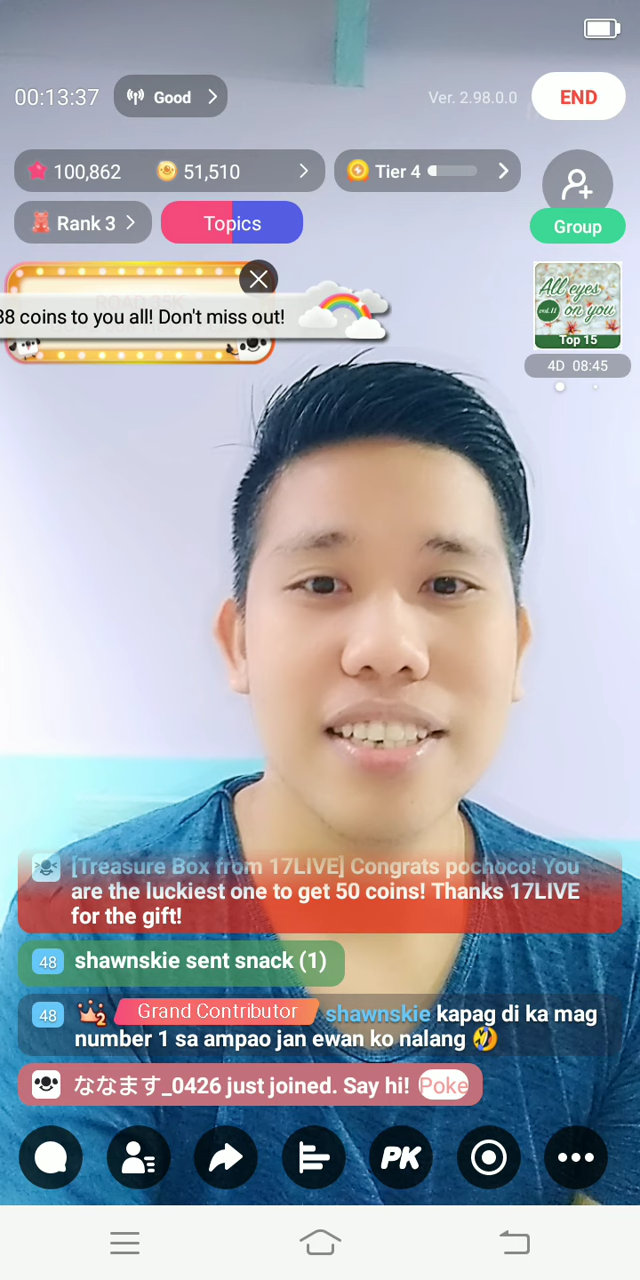 00:13:37
Good
Ver. 2.98.0.0
END
100,862
51,510
Tier 4
Rank 3
Topics
Group
38 coins to you all! Don't miss out!
All eyes
vol.11
on you
Top 15
4D 08:45
[Treasure Box from 17LIVE] Congrats pochoco! You
are the luckiest one to get 50 coins! Thanks 17LIVE
for the gift!
48 shawnskie sent snack (1)
48 2 Grand Contributor shawnskie kapag di ka mag
number 1 sa ampao jan ewan ko nalang 🤣
ななます_0426 just joined. Say hi! Poke
PK